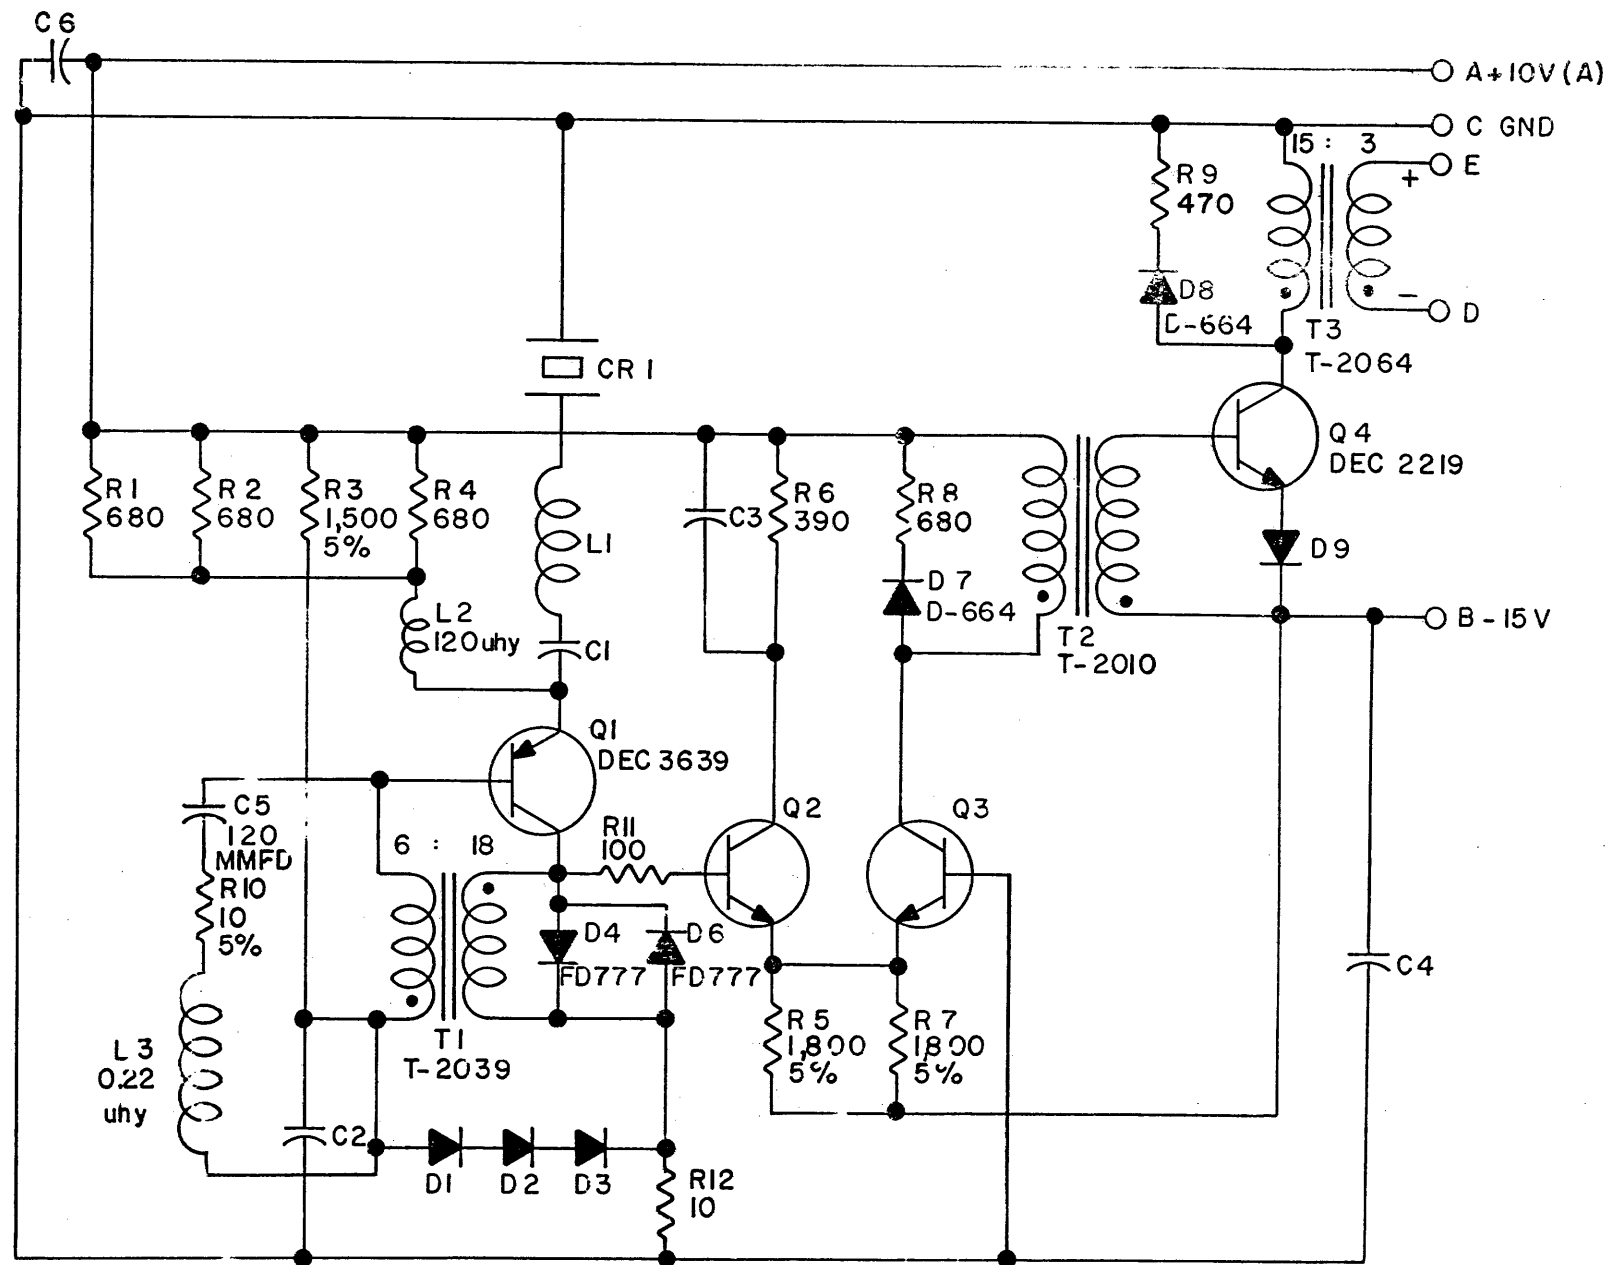 C6
A+10V(A)
C GND
15 : 3
+ E
R9
470
D8
D-664
– D
T3
T-2064
CR1
Q4
DEC 2219
R1
680
R2
680
R3
1,500
5%
R4
680
L1
C3
R6
390
R8
680
D7
D-664
D9
L2
120uhy
C1
T2
T-2010
B-15V
Q1
DEC3639
C5
120
MMFD
R10
10
5%
6 : 18
R11
100
Q2
Q3
D4
FD777
D6
FD777
C4
L3
0.22
uhy
T1
T-2039
R5
1,800
5%
R7
1,800
5%
C2
D1
D2
D3
R12
10